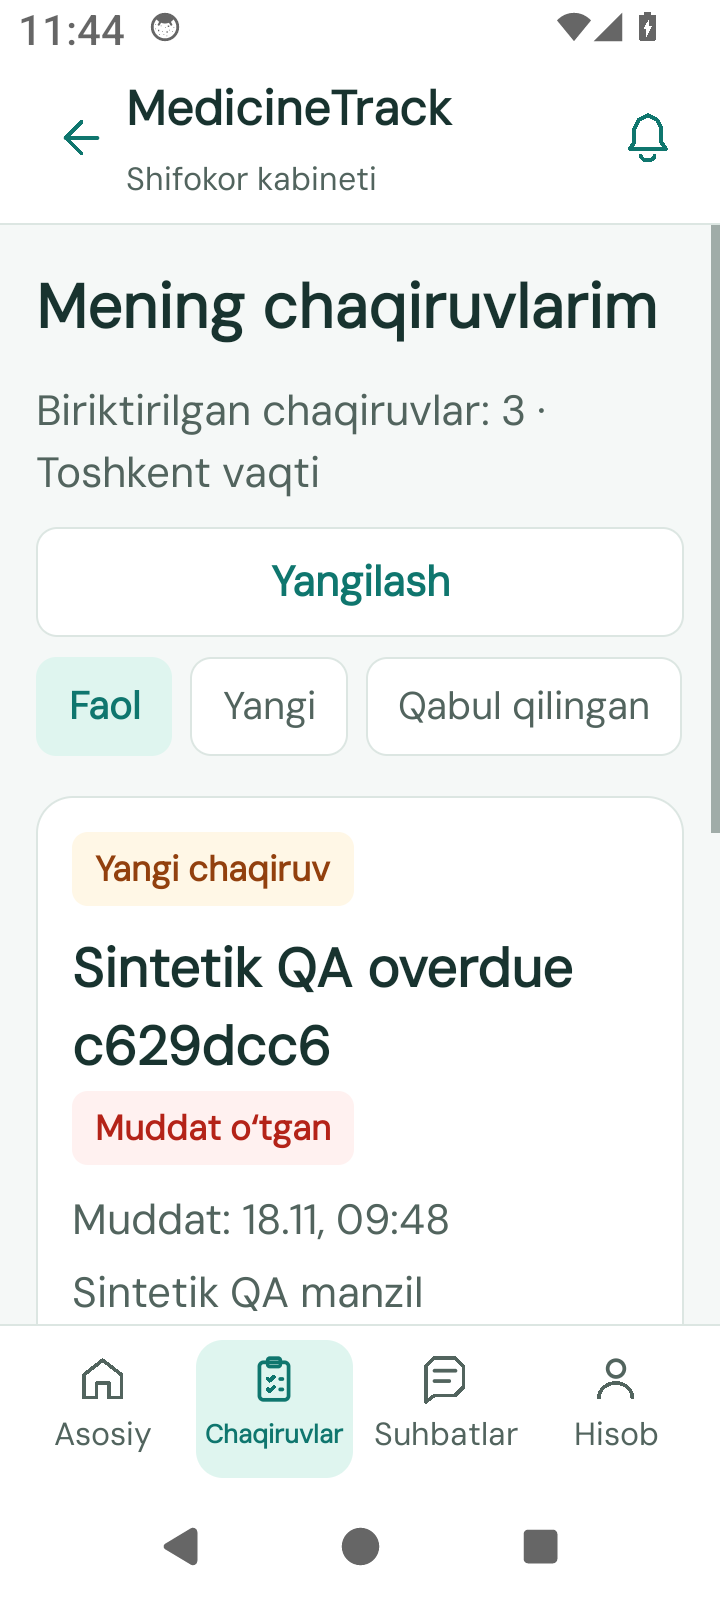 11:44
MedicineTrack
Shifokor kabineti
Mening chaqiruvlarim
Biriktirilgan chaqiruvlar: 3 ·
Toshkent vaqti
Yangilash
Faol
Yangi
Qabul qilingan
Yangi chaqiruv
Sintetik QA overdue
c629dcc6
Muddat o‘tgan
Muddat: 18.11, 09:48
Sintetik QA manzil
Asosiy
Chaqiruvlar
Suhbatlar
Hisob